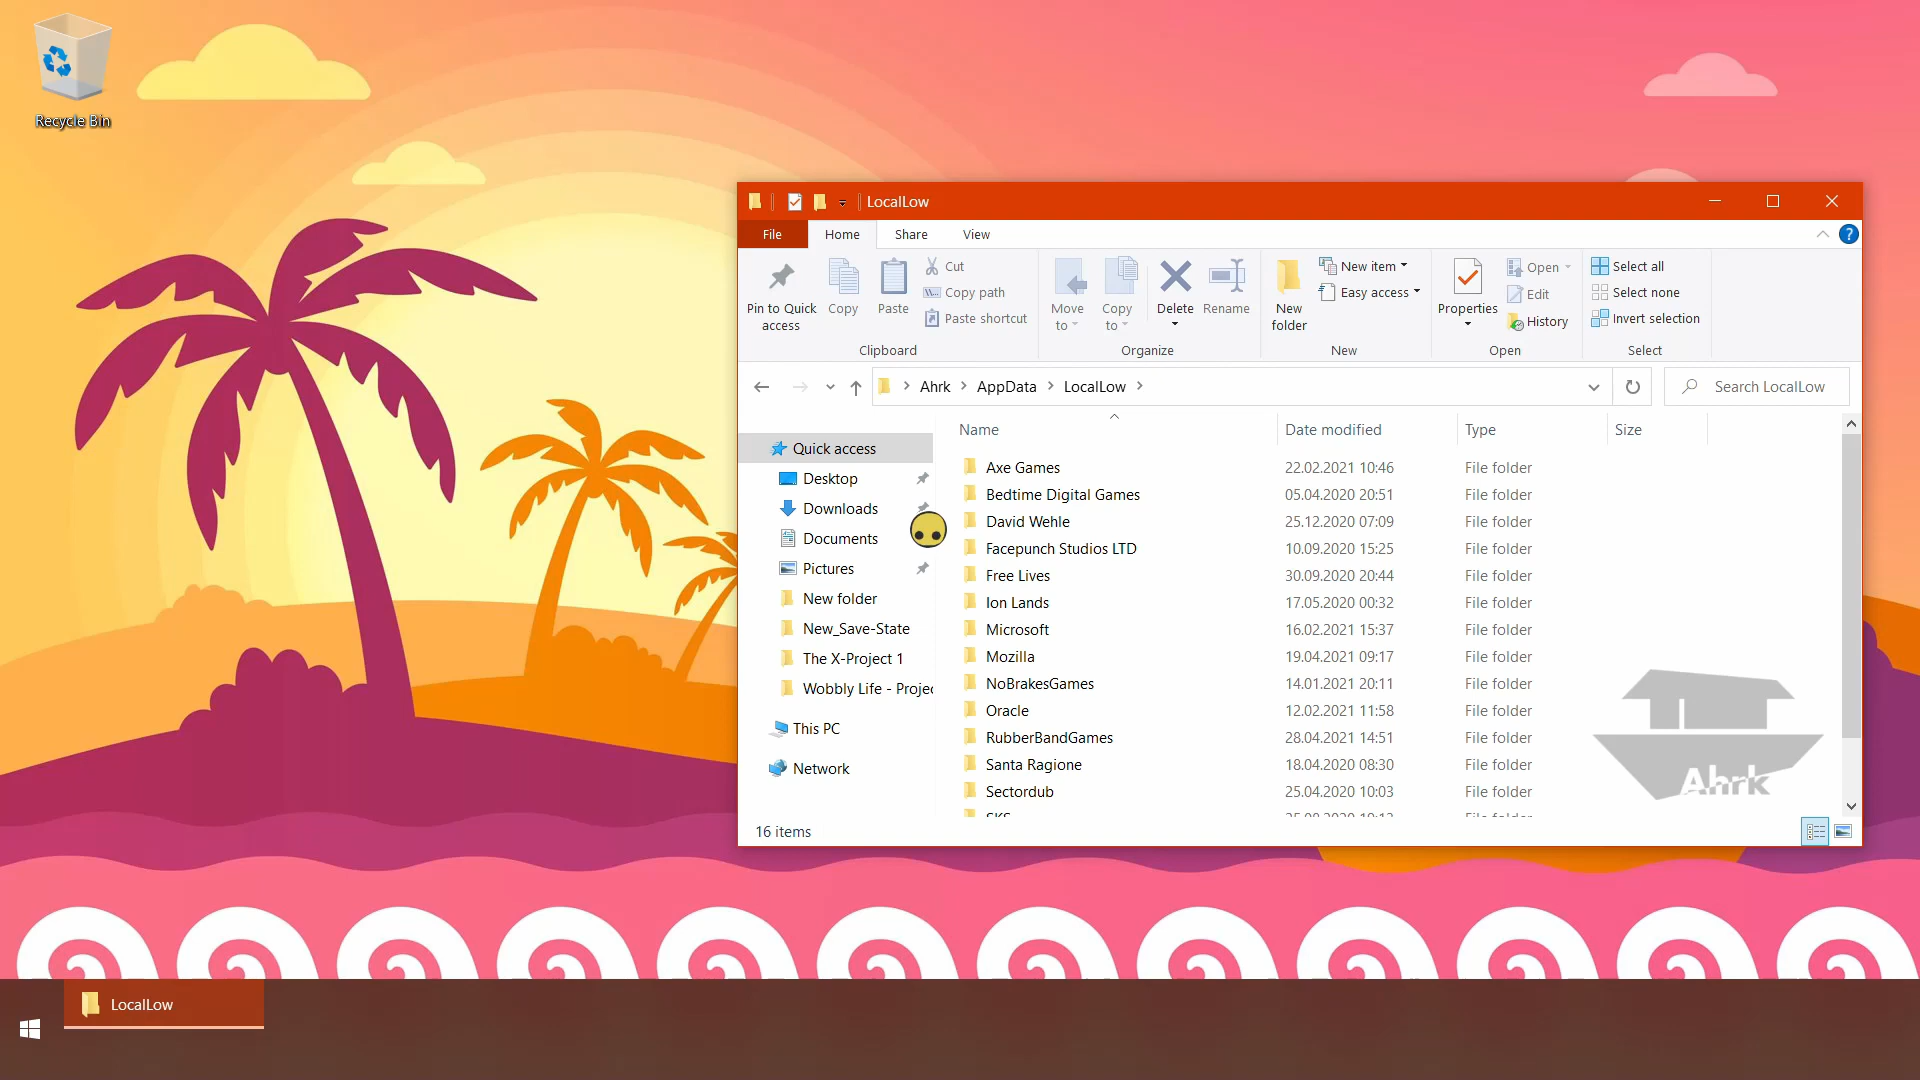 Recycle Bin
LocalLow
File
Home
Share
View
?
Pin to Quick access
Copy
Paste
Cut
Copy path
Paste shortcut
Clipboard
Move to
Copy to
Delete
Rename
Organize
New folder
New item
Easy access
New
Properties
Open
Edit
History
Open
Select all
Select none
Invert selection
Select
Ahrk
AppData
LocalLow
Search LocalLow
Quick access
Desktop
Downloads
Documents
Pictures
New folder
New_Save-State
The X-Project 1
Wobbly Life - Projec
This PC
Network
Name Date modified Type Size
Axe Games 22.02.2021 10:46 File folder
Bedtime Digital Games 05.04.2020 20:51 File folder
David Wehle 25.12.2020 07:09 File folder
Facepunch Studios LTD 10.09.2020 15:25 File folder
Free Lives 30.09.2020 20:44 File folder
Ion Lands 17.05.2020 00:32 File folder
Microsoft 16.02.2021 15:37 File folder
Mozilla 19.04.2021 09:17 File folder
NoBrakesGames 14.01.2021 20:11 File folder
Oracle 12.02.2021 11:58 File folder
RubberBandGames 28.04.2021 14:51 File folder
Santa Ragione 18.04.2020 08:30 File folder
Sectordub 25.04.2020 10:03 File folder
Ahrk
16 items
LocalLow